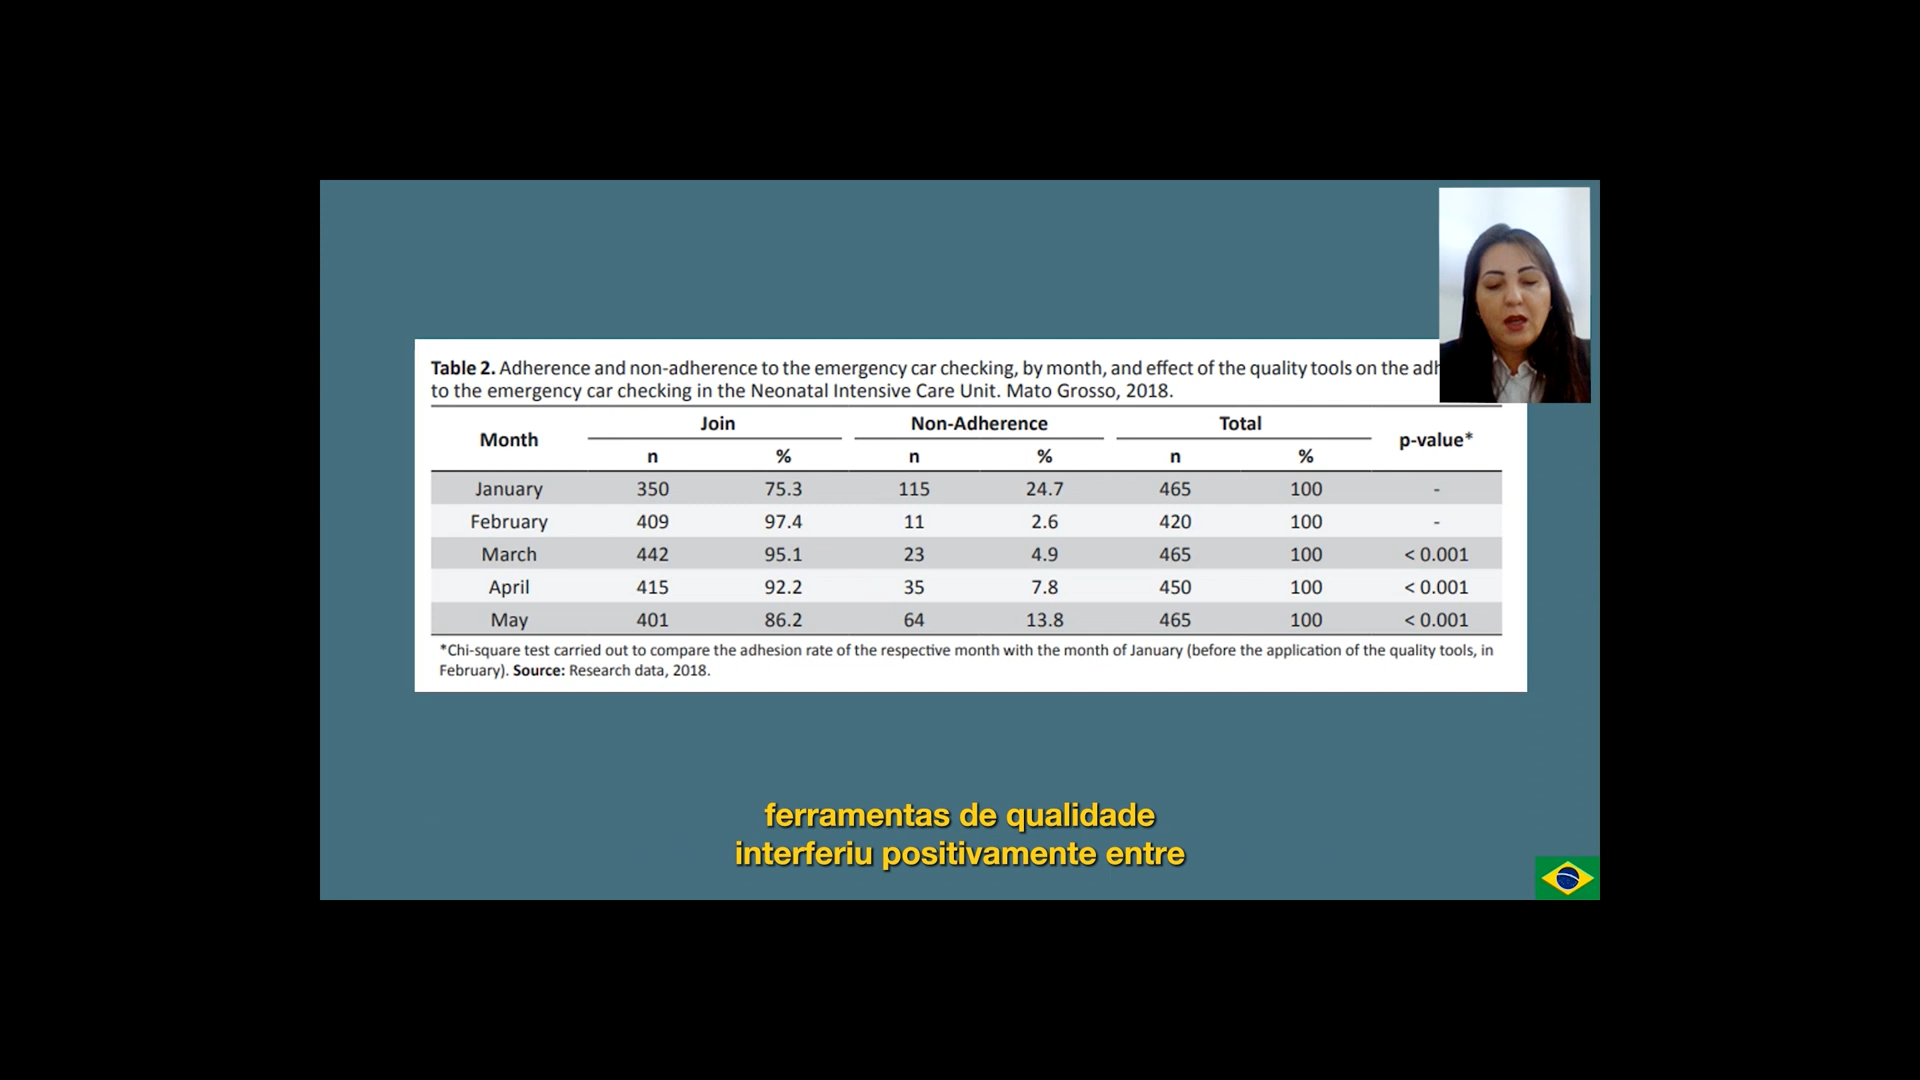 Table 2. Adherence and non-adherence to the emergency car checking, by month, and effect of the quality tools on the
to the emergency car checking in the Neonatal Intensive Care Unit. Mato Grosso, 2018.
Month Join Non-Adherence Total p-value*
n % n % n %
January 350 75.3 115 24.7 465 100 -
February 409 97.4 11 2.6 420 100 -
March 442 95.1 23 4.9 465 100 < 0.001
April 415 92.2 35 7.8 450 100 < 0.001
May 401 86.2 64 13.8 465 100 < 0.001
*Chi-square test carried out to compare the adhesion rate of the respective month with the month of January (before the application of the quality tools, in
February). Source: Research data, 2018.
ferramentas de qualidade
interferiu positivamente entre